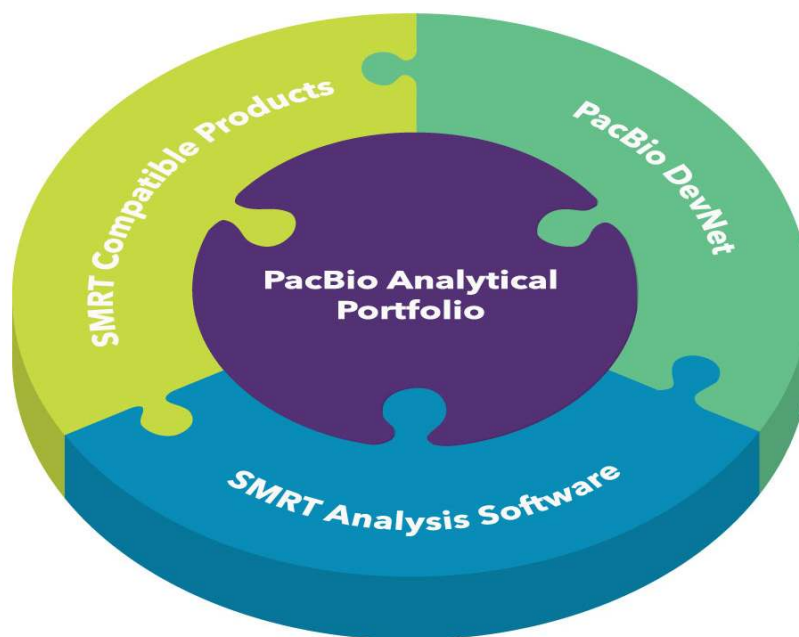 SMRT Compatible Products
PacBio DevNet
PacBio Analytical
Portfolio
SMRT Analysis Software